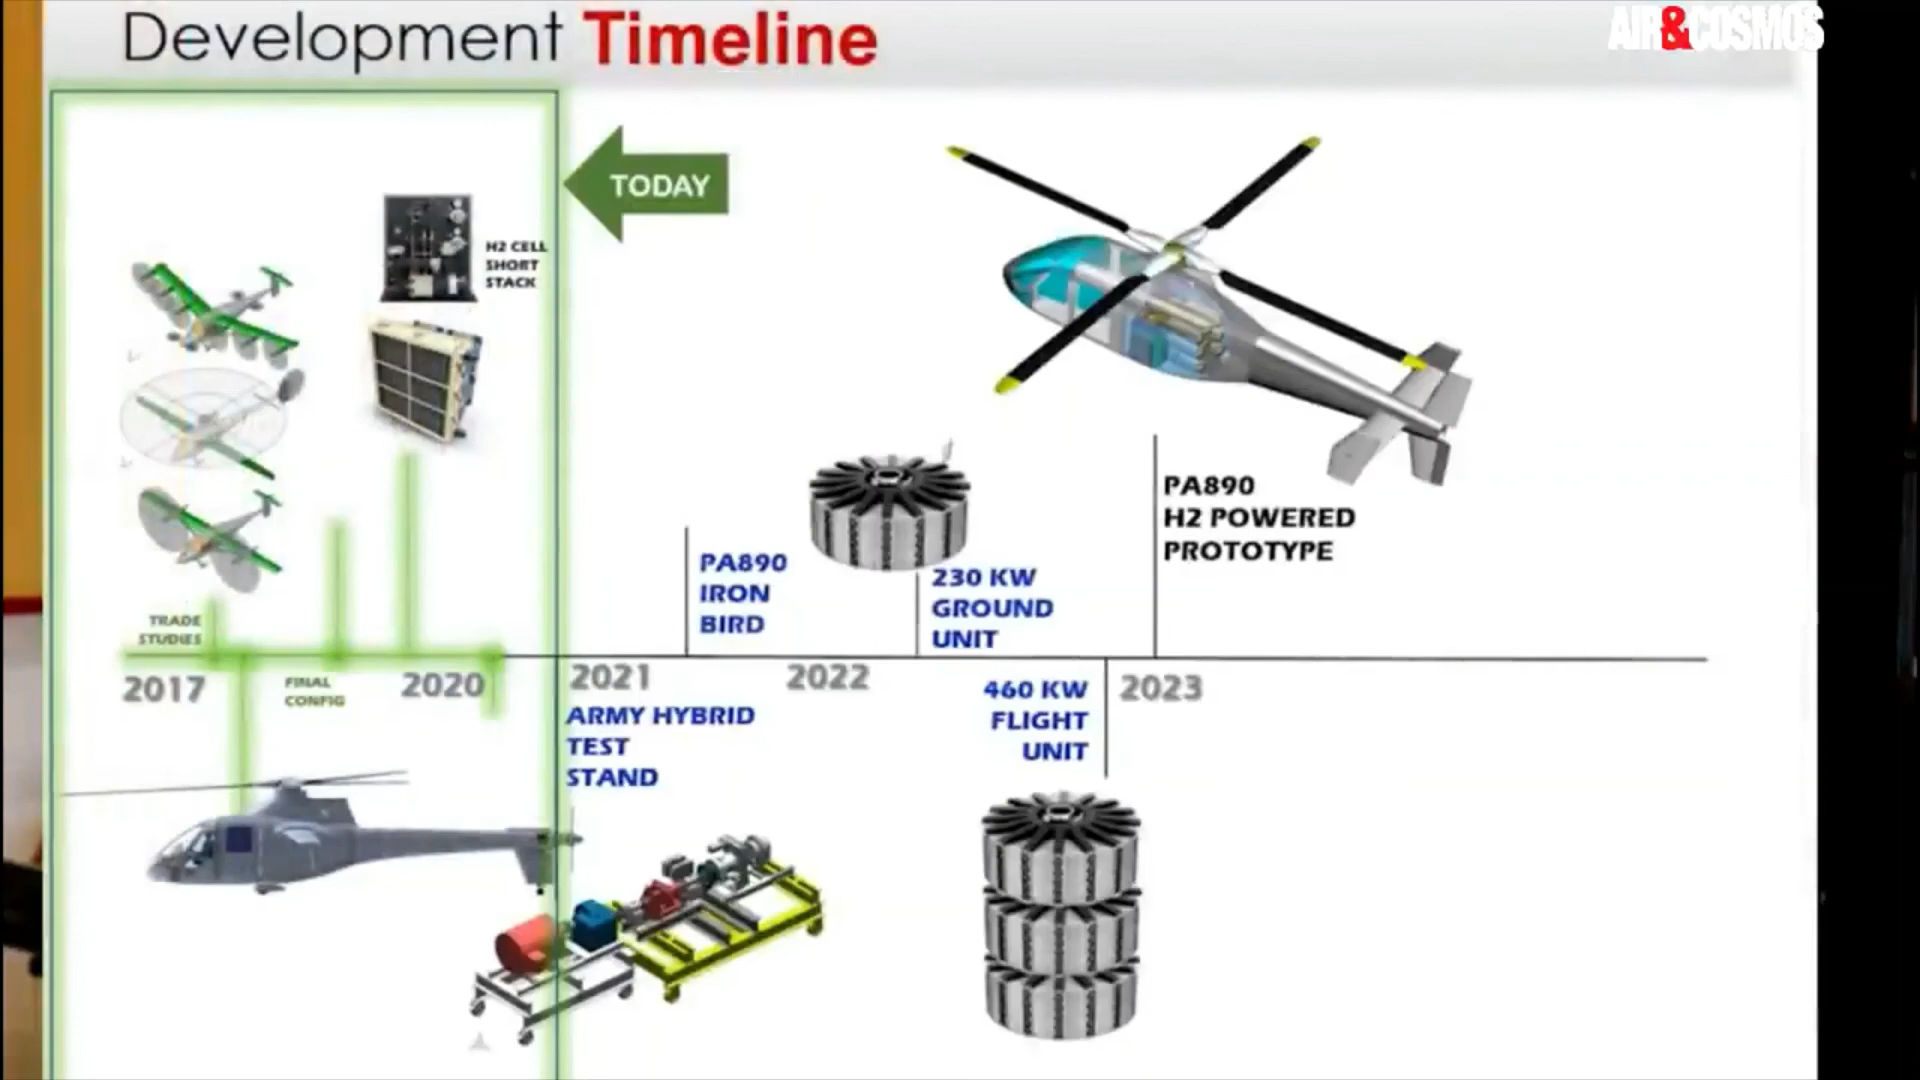 Development Timeline
AIR&COSMOS
TODAY
H2 CELL
SHORT
STACK
PA890
H2 POWERED
PROTOTYPE
PA890
IRON
BIRD
230 KW
GROUND
UNIT
TRADE
STUDIES
2017
FINAL
CONFIG
2020
2021
2022
2023
ARMY HYBRID
TEST
STAND
460 KW
FLIGHT
UNIT